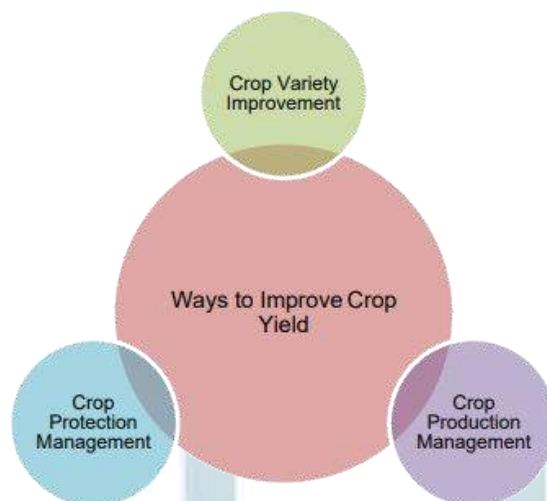 Crop Variety
Improvement
Ways to Improve Crop
Yield
Crop
Protection
Management
Crop
Production
Management